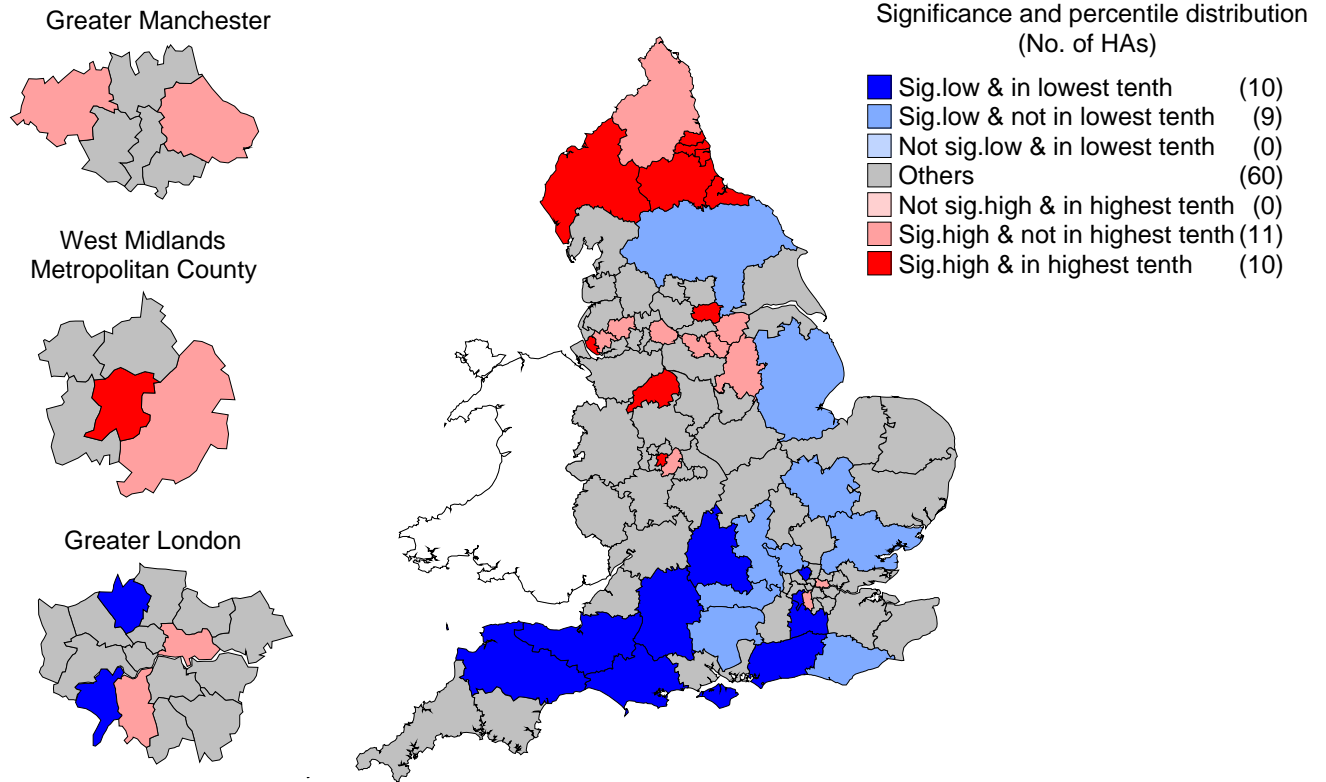 Greater Manchester
West Midlands
Metropolitan County
Greater London
Significance and percentile distribution
(No. of HAs)
Sig.low & in lowest tenth (10)
Sig.low & not in lowest tenth (9)
Not sig.low & in lowest tenth (0)
Others (60)
Not sig.high & in highest tenth (0)
Sig.high & not in highest tenth (11)
Sig.high & in highest tenth (10)